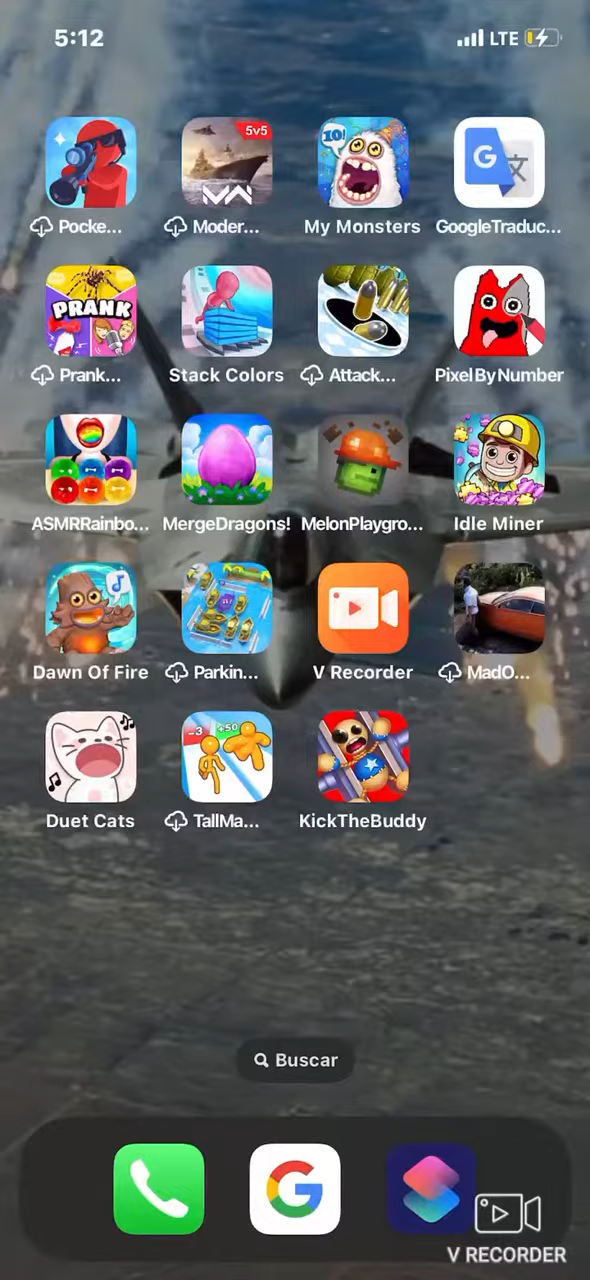 5:12
LTE
5v5
10!
G 文
Pocke...
Moder...
My Monsters
GoogleTraduc...
PRANK
Prank...
Stack Colors
Attack...
PixelByNumber
ASMRRainbo...
MergeDragons!
MelonPlaygro...
Idle Miner
Dawn Of Fire
Parkin...
V Recorder
MadO...
-3 +50
Duet Cats
TallMa...
KickTheBuddy
Buscar
G
V RECORDER